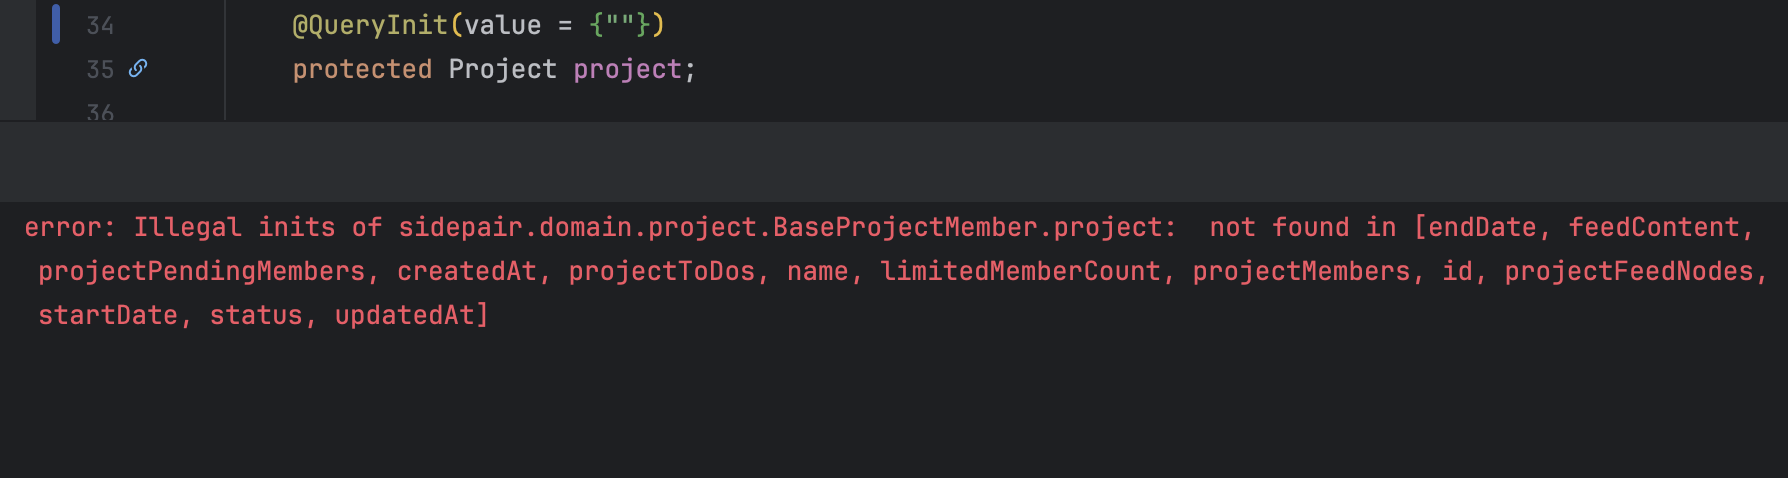 34 @QueryInit(value = {""})
35 protected Project project;
36
error: Illegal inits of sidepair.domain.project.BaseProjectMember.project:  not found in [endDate, feedContent,
projectPendingMembers, createdAt, projectToDos, name, limitedMemberCount, projectMembers, id, projectFeedNodes,
startDate, status, updatedAt]